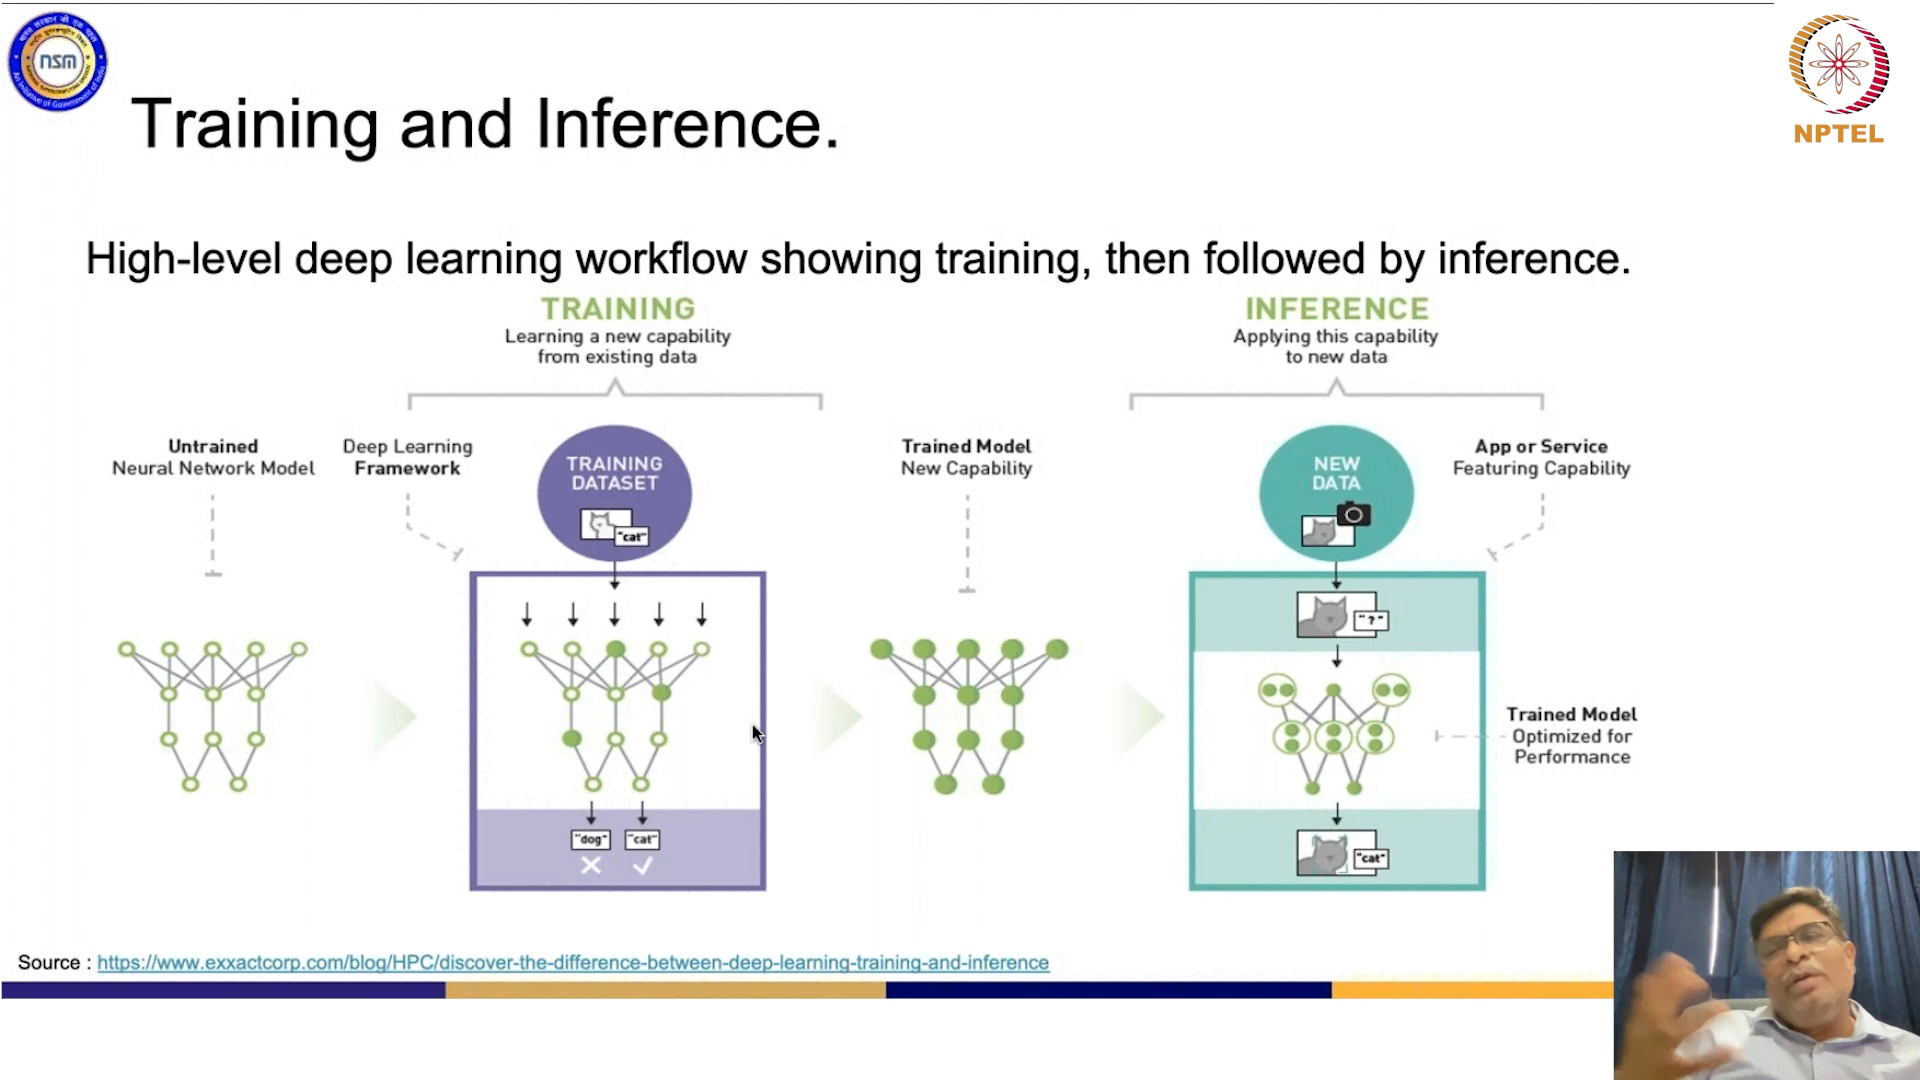 nsm
NPTEL
Training and Inference.
High-level deep learning workflow showing training, then followed by inference.
TRAINING
Learning a new capability
from existing data
INFERENCE
Applying this capability
to new data
Untrained
Neural Network Model
Deep Learning
Framework
TRAINING
DATASET
"cat"
Trained Model
New Capability
NEW
DATA
App or Service
Featuring Capability
"?"
Trained Model
Optimized for
Performance
"dog" "cat"
"cat"
Source : https://www.exxactcorp.com/blog/HPC/discover-the-difference-between-deep-learning-training-and-inference